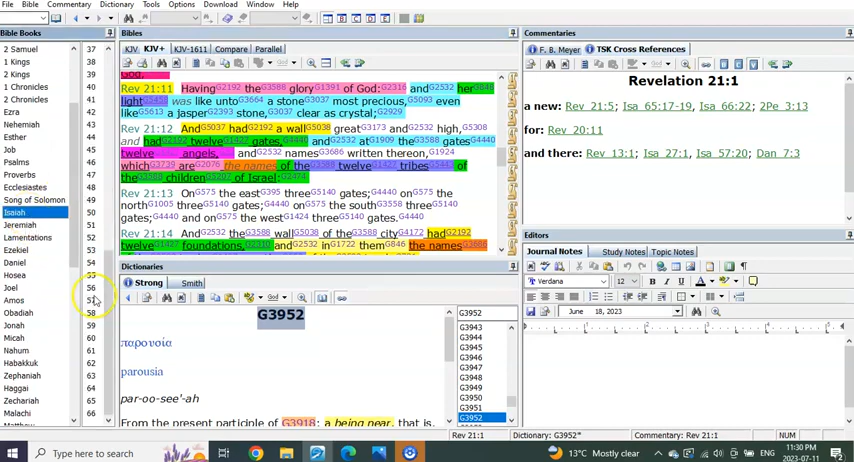 File Bible Commentary Dictionary Tools Options Download Window Help
Bible Books
2 Samuel
1 Kings
2 Kings
1 Chronicles
2 Chronicles
Ezra
Nehemiah
Esther
Job
Psalms
Proverbs
Ecclesiastes
Song of Solomon
Isaiah
Jeremiah
Lamentations
Ezekiel
Daniel
Hosea
Joel
Amos
Obadiah
Jonah
Micah
Nahum
Habakkuk
Zephaniah
Haggai
Zechariah
Malachi
37
38
39
40
41
42
43
44
45
46
47
48
49
50
51
52
53
54
55
56
57
58
59
60
61
62
63
64
65
66
Bibles
KJV KJV+ KJV-1611 Compare Parallel
God,
Rev 21:11 Having G2192 the G3588 glory G1391 of God: G2316 and G2532 her G848
light G5458 was like unto G3664 a stone G3037 most precious, G5093 even
like G5613 a jasper G2393 stone, G3037 clear as crystal; G2929
Rev 21:12 And G5037 had G2192 a wall G5038 great G3173 and G2532 high, G5308
and had G2192 twelve G1427 gates, G4440 and G2532 at G1909 the G3588 gates G4440
twelve angels, and G2532 names G3686 written thereon, G1924
which G3739 are G2076 the names of the G3588 twelve G1427 tribes G5443 of
the G3588 children G5207 of Israel: G2474
Rev 21:13 On G575 the east G395 three G5140 gates; G4440 on G575 the
north G1005 three G5140 gates; G4440 on G575 the south G3558 three G5140
gates; G4440 and on G575 the west G1424 three G5140 gates. G4440
Rev 21:14 And G2532 the G3588 wall G5038 of the G3588 city G4172 had G2192
twelve G1427 foundations, G2310 and G2532 in G1722 them G846 the names G3686
Dictionaries
Strong Smith
G3952
παρουσία
parousia
par-oo-see'-ah
From the present participle of G3918; a being near, that is,
G3952
G3943
G3944
G3945
G3946
G3947
G3948
G3949
G3950
G3951
G3952
Commentaries
F. B. Meyer TSK Cross References
Revelation 21:1
a new: Rev 21:5; Isa 65:17-19, Isa 66:22; 2Pe 3:13
for: Rev 20:11
and there: Rev 13:1; Isa 27:1, Isa 57:20; Dan 7:3
Editors
Journal Notes Study Notes Topic Notes
Verdana 12 B I U
June 18, 2023
Rev 21:1 Dictionary: G3952* Commentary: Rev 21:1 NUM
Type here to search
13°C Mostly clear
ENG
11:30 PM
2023-07-11